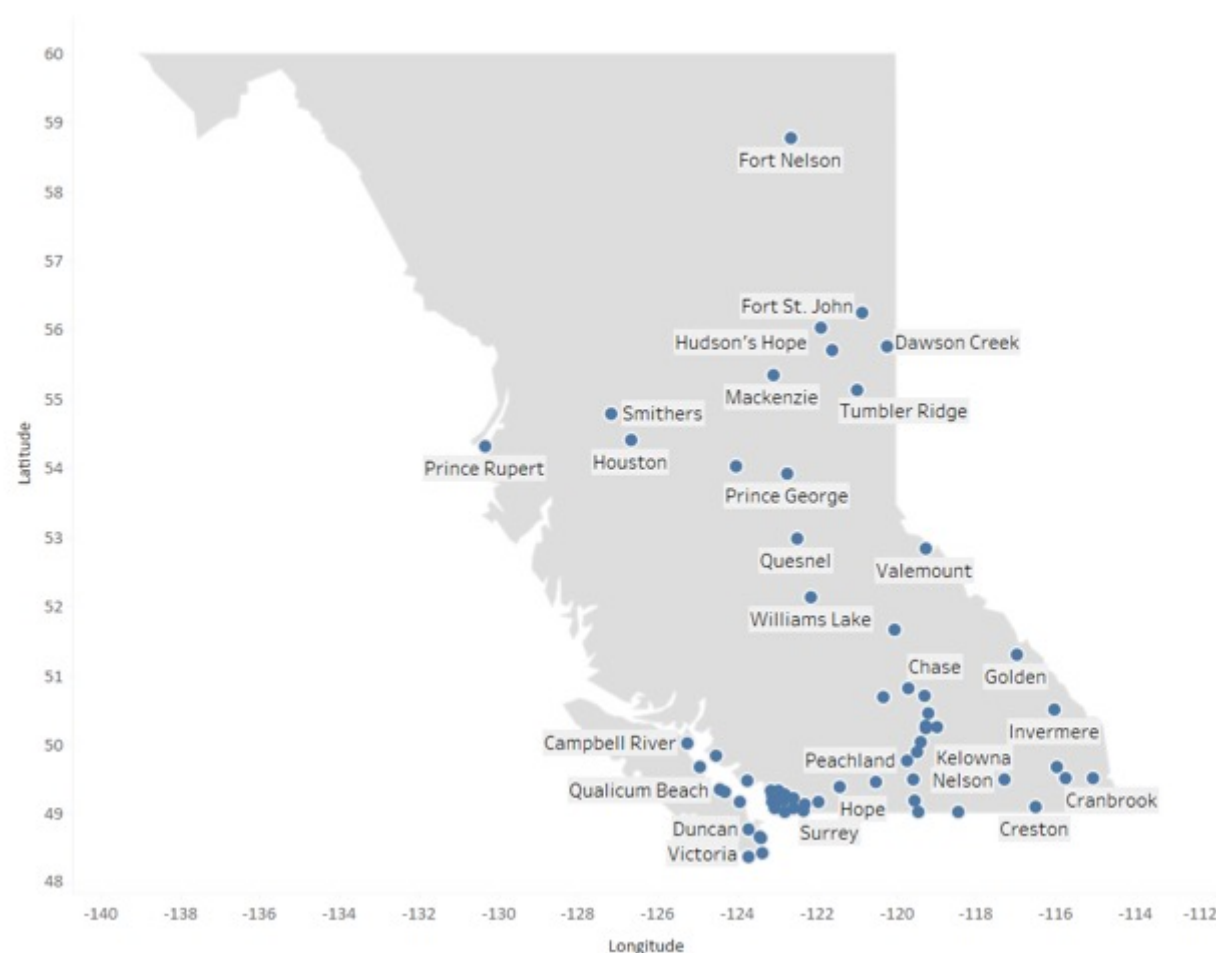 60
59
Fort Nelson
58
57
Fort St. John
56
Hudson's Hope
Dawson Creek
Mackenzie
55
Tumbler Ridge
Smithers
Latitude
Prince Rupert
Houston
54
Prince George
53
Quesnel
Valemount
52
Williams Lake
51
Chase
Golden
Invermere
50
Campbell River
Peachland
Kelowna
Qualicum Beach
Nelson
49
Hope
Cranbrook
Duncan
Surrey
Creston
Victoria
48
-140 -138 -136 -134 -132 -130 -128 -126 -124 -122 -120 -118 -116 -114 -112
Longitude